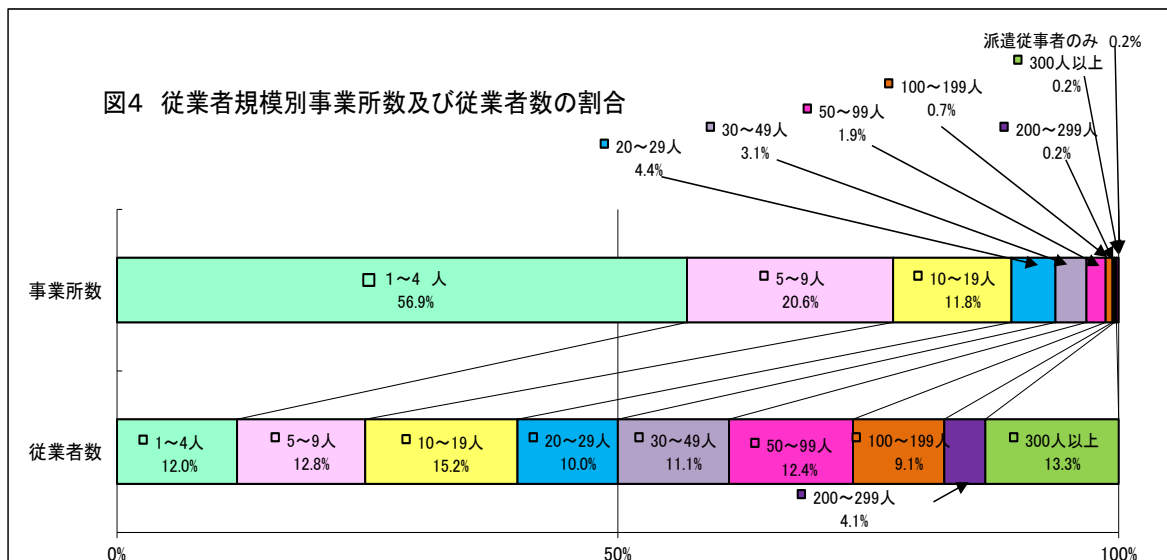 図4 従業者規模別事業所数及び従業者数の割合
派遣従事者のみ 0.2%
300人以上
0.2%
100～199人
0.7%
200～299人
0.2%
50～99人
1.9%
30～49人
3.1%
20～29人
4.4%
事業所数
1～4 人
56.9%
5～9人
20.6%
10～19人
11.8%
従業者数
1～4人
12.0%
5～9人
12.8%
10～19人
15.2%
20～29人
10.0%
30～49人
11.1%
50～99人
12.4%
100～199人
9.1%
300人以上
13.3%
200～299人
4.1%
0%
50%
100%